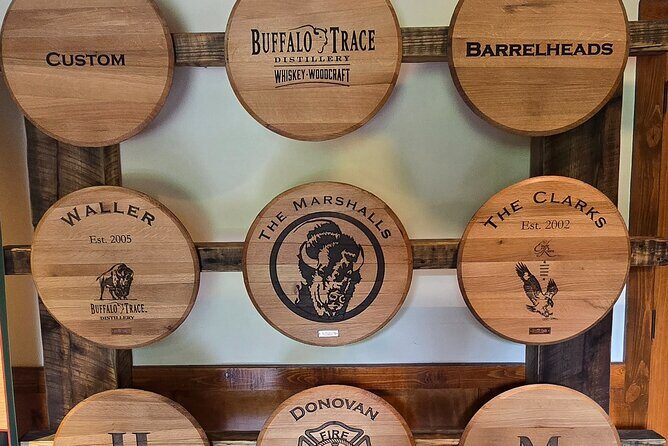 CUSTOM
BUFFALO TRACE
DISTILLERY
WHISKEY·WOODCRAFT
BARRELHEADS
WALLER
EST. 2005
BUFFALO TRACE
DISTILLERY
THE MARSHALLS
THE CLARKS
EST. 2002
DONOVAN
FIRE
H
M